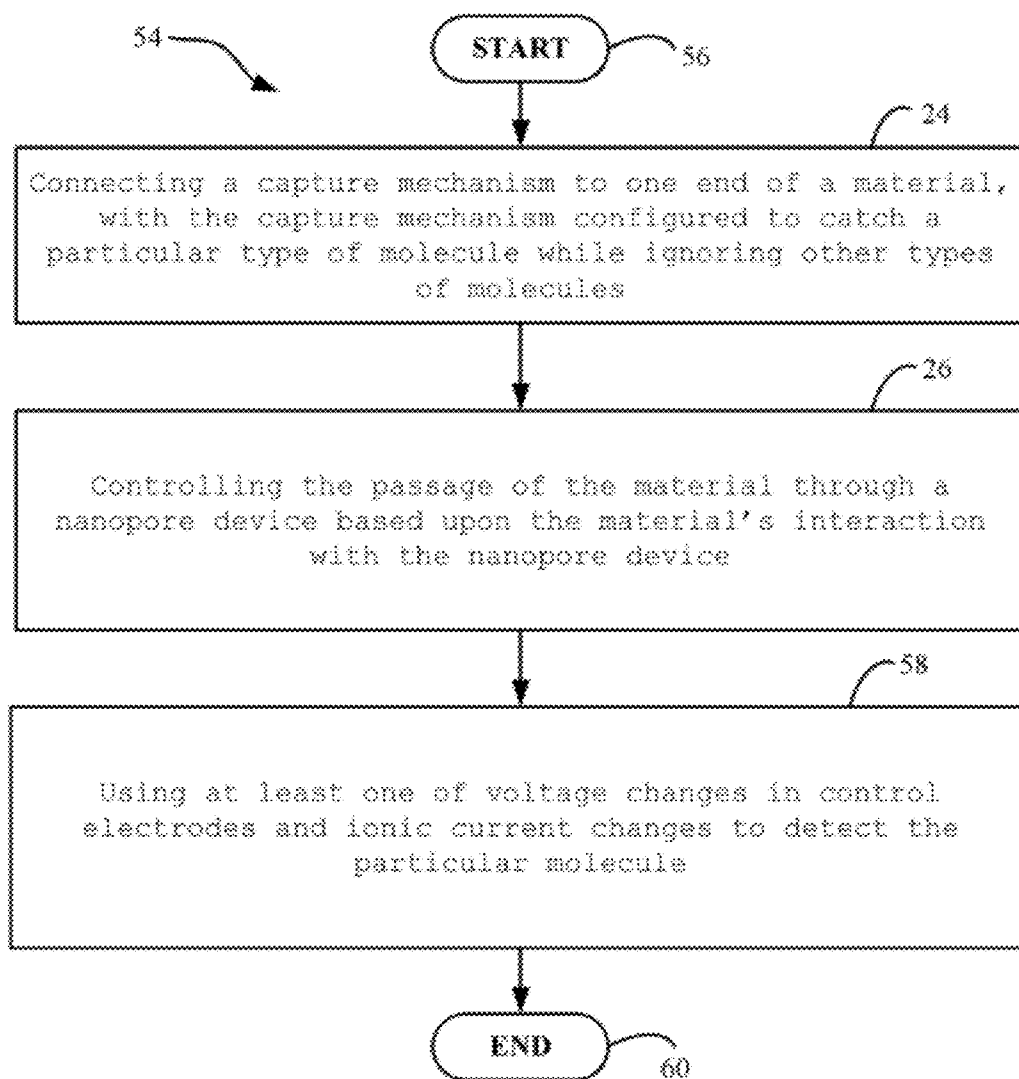 54
START
56
24
Connecting a capture mechanism to one end of a material,
with the capture mechanism configured to catch a
particular type of molecule while ignoring other types
of molecules
26
Controlling the passage of the material through a
nanopore device based upon the material's interaction
with the nanopore device
58
Using at least one of voltage changes in control
electrodes and ionic current changes to detect the
particular molecule
END
60